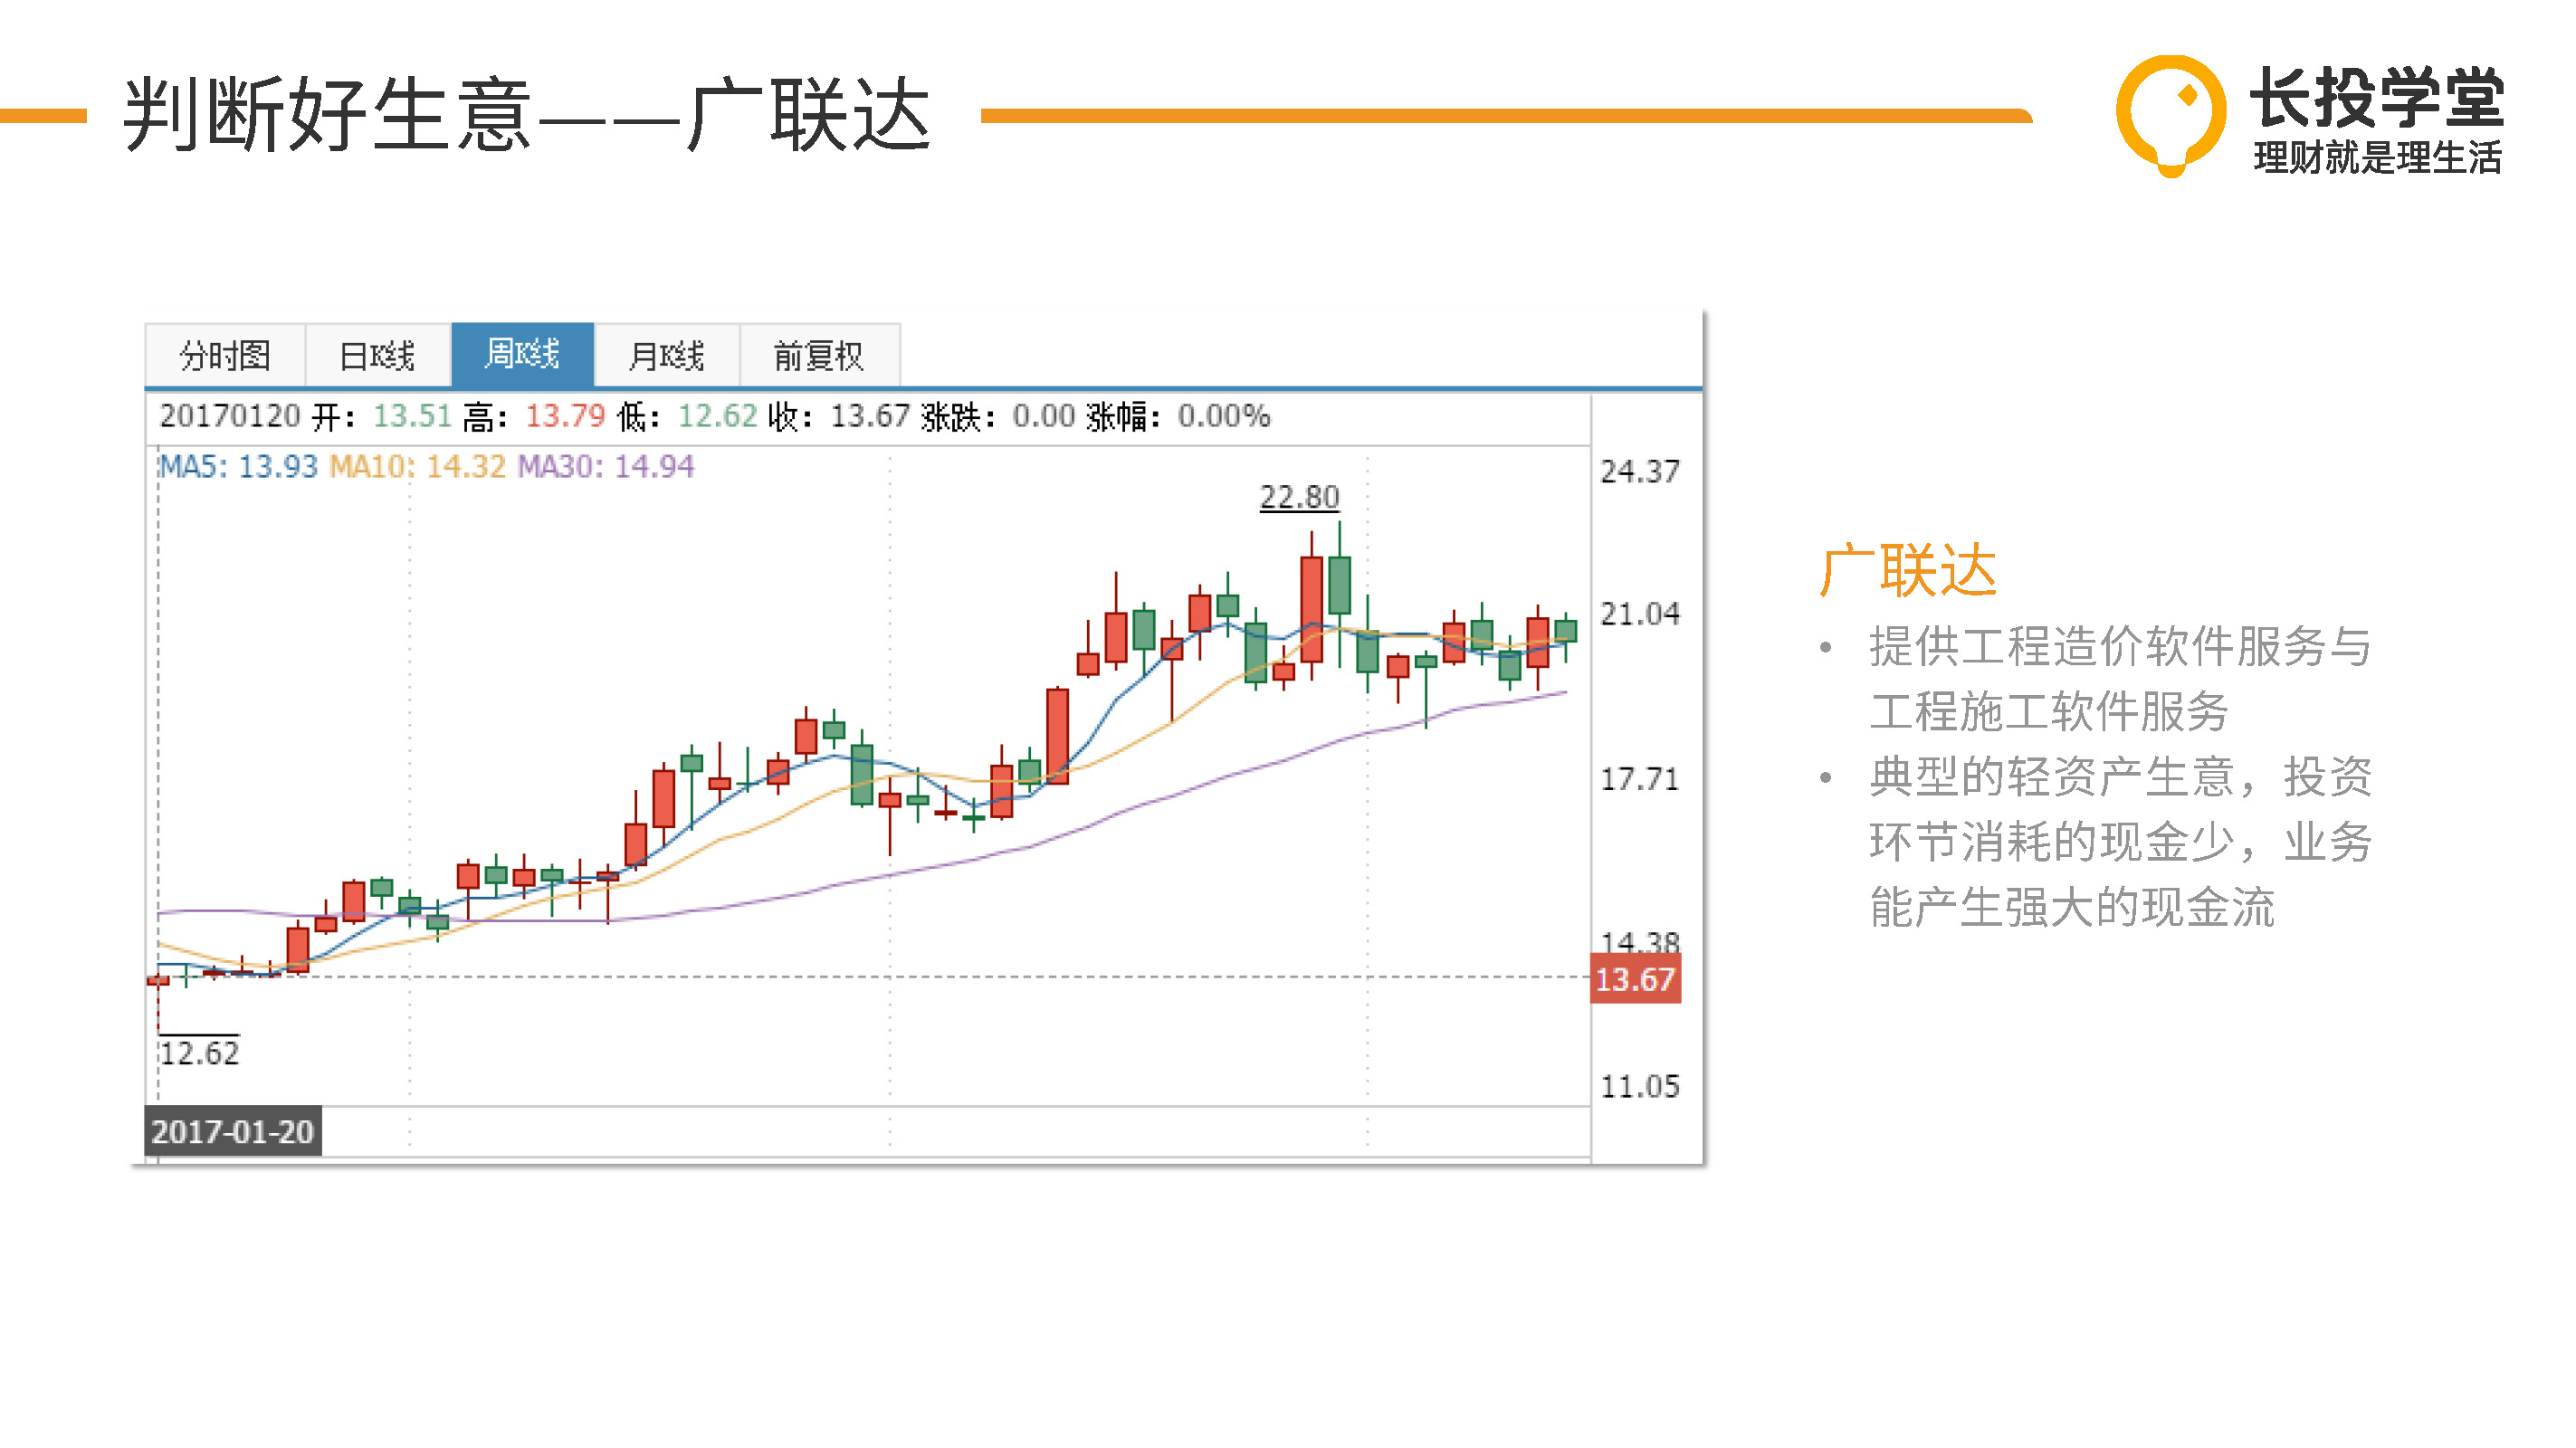 判断好生意——广联达
长投学堂
理财就是理生活
分时图 日K线 周K线 月K线 前复权
20170120 开: 13.51 高: 13.79 低: 12.62 收: 13.67 涨跌: 0.00 涨幅: 0.00%
MA5: 13.93 MA10: 14.32 MA30: 14.94
24.37
22.80
21.04
17.71
14.38
13.67
12.62
11.05
2017-01-20
广联达
• 提供工程造价软件服务与
工程施工软件服务
• 典型的轻资产生意，投资
环节消耗的现金少，业务
能产生强大的现金流